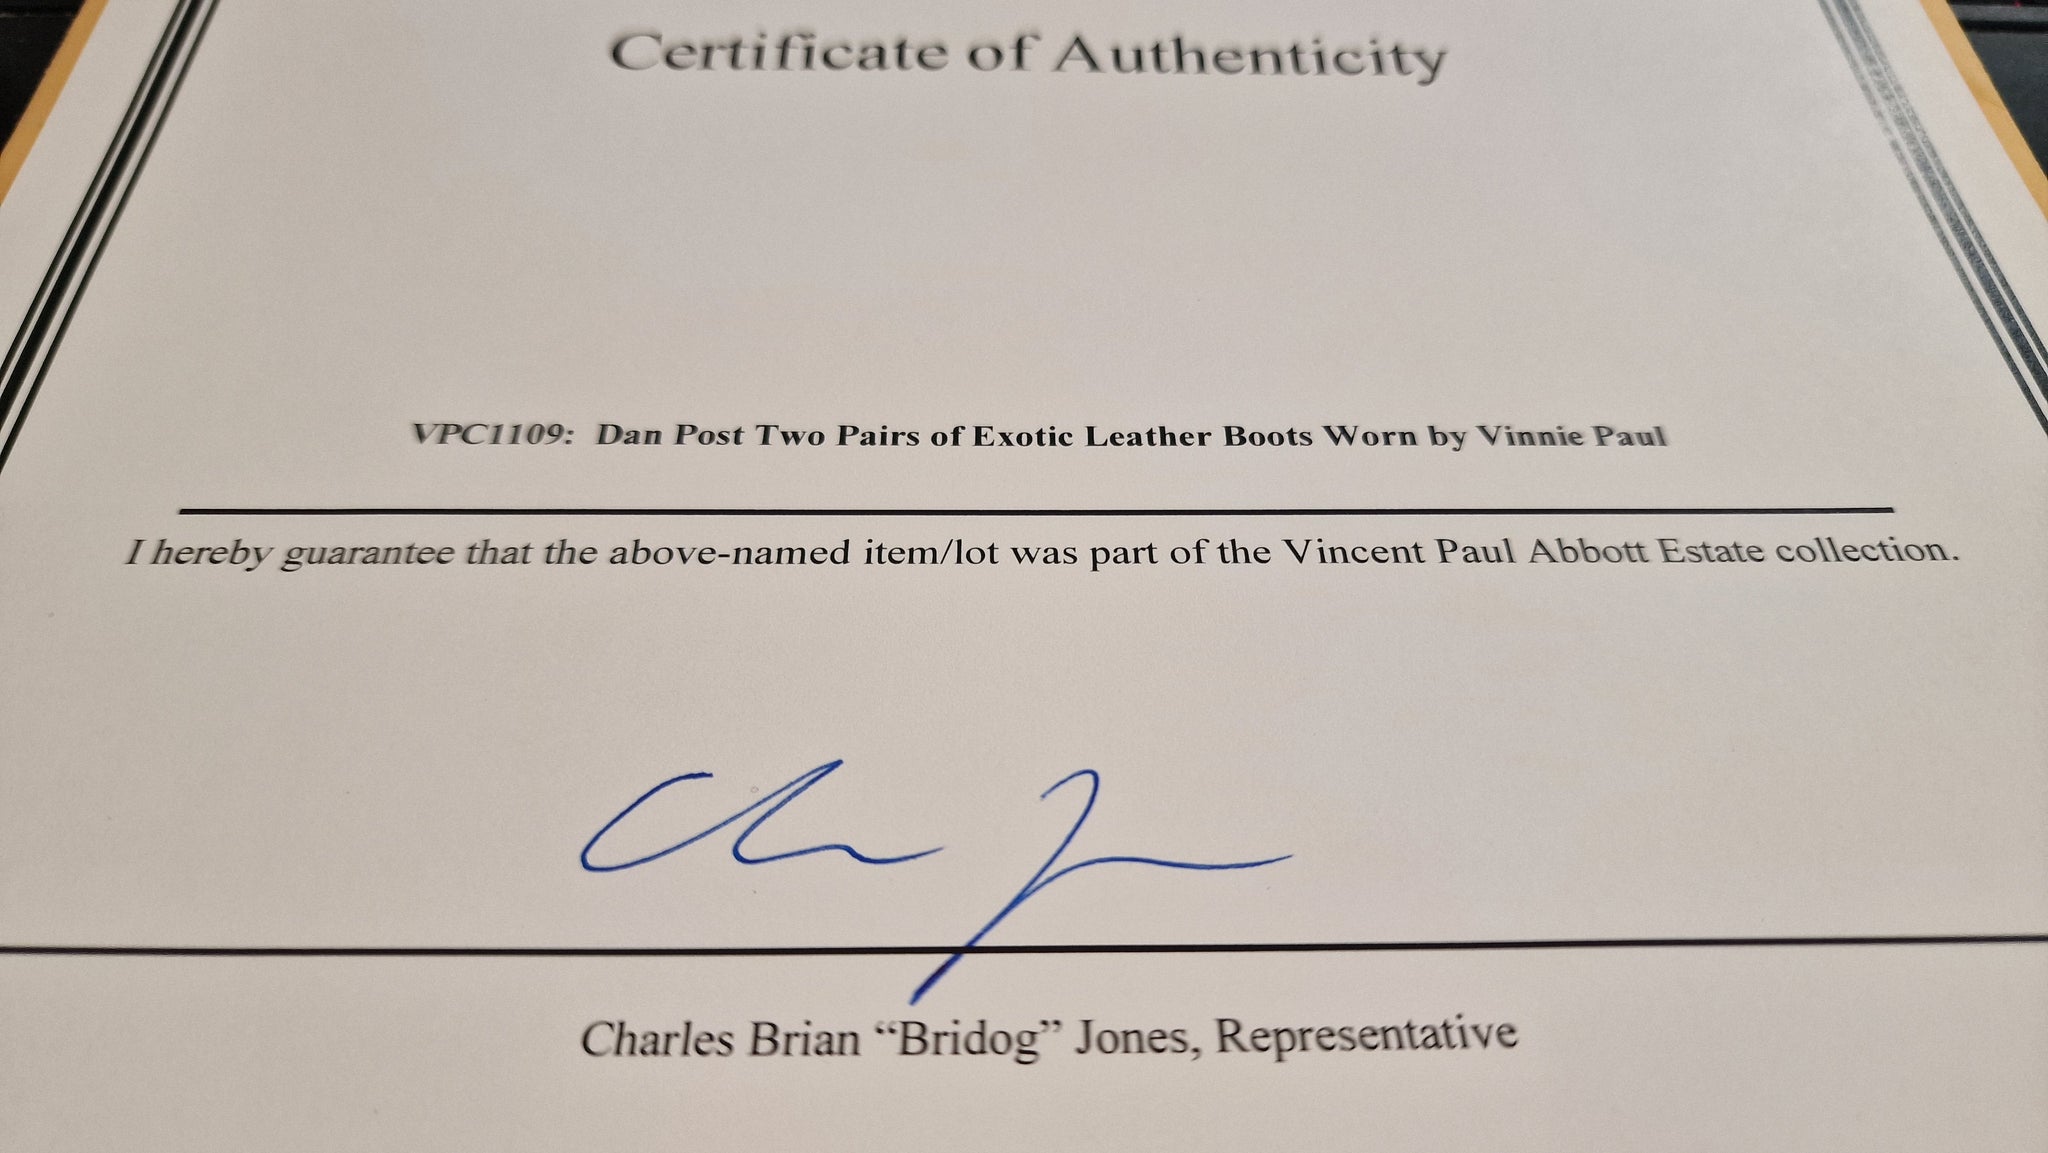 Certificate of Authenticity
VPC1109: Dan Post Two Pairs of Exotic Leather Boots Worn by Vinnie Paul
I hereby guarantee that the above-named item/lot was part of the Vincent Paul Abbott Estate collection.
Charles Brian “Bridog” Jones, Representative